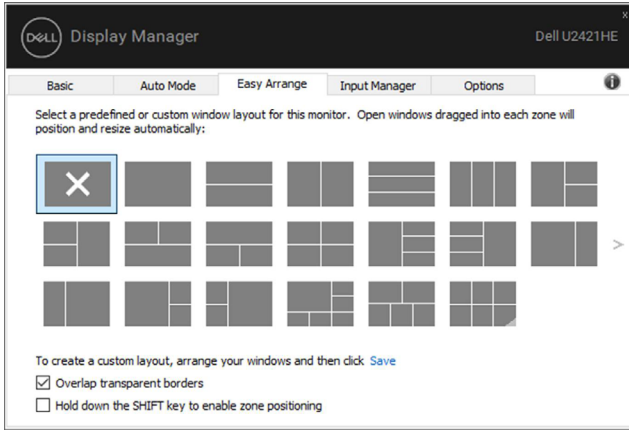 x
DELL Display Manager
Dell U2421HE
Basic Auto Mode Easy Arrange Input Manager Options
Select a predefined or custom window layout for this monitor. Open windows dragged into each zone will
position and resize automatically:
>
To create a custom layout, arrange your windows and then click Save
Overlap transparent borders
Hold down the SHIFT key to enable zone positioning